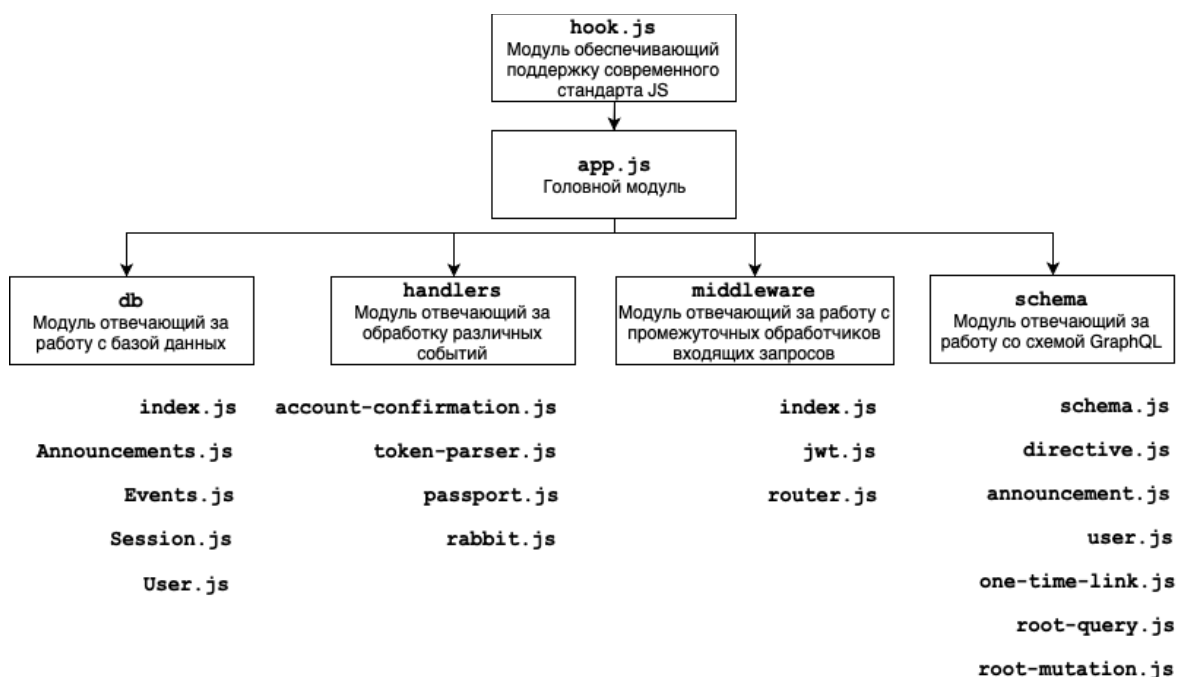 hook.js
Модуль обеспечивающий
поддержку современного
стандарта JS
app.js
Головной модуль
db
Модуль отвечающий за
работу с базой данных
handlers
Модуль отвечающий за
обработку различных
событий
middleware
Модуль отвечающий за работу с
промежуточных обработчиков
входящих запросов
schema
Модуль отвечающий за
работу со схемой GraphQL
index.js
Announcements.js
Events.js
Session.js
User.js
account-confirmation.js
token-parser.js
passport.js
rabbit.js
index.js
jwt.js
router.js
schema.js
directive.js
announcement.js
user.js
one-time-link.js
root-query.js
root-mutation.js